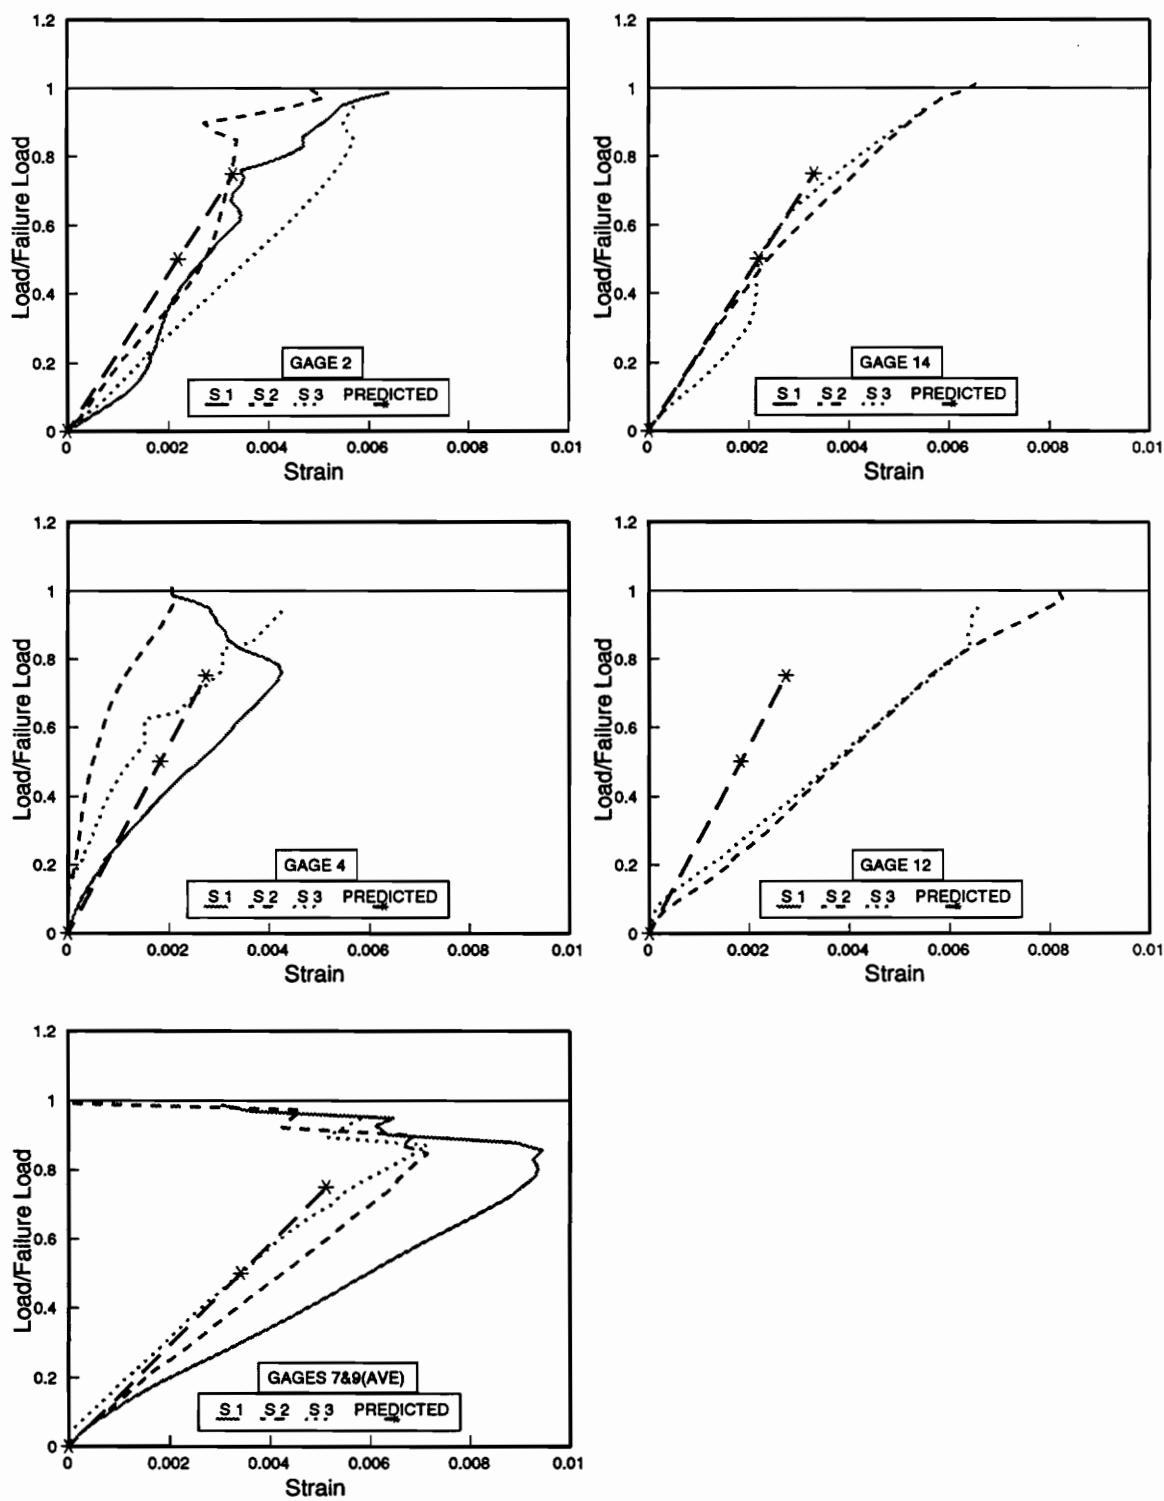 1.2
1
0.8
0.6
0.4
0.2
0
Load/Failure Load
GAGE 2
S 1 S 2 S 3 PREDICTED
0 0.002 0.004 0.006 0.008 0.01
Strain
1.2
1
0.8
0.6
0.4
0.2
0
Load/Failure Load
GAGE 14
S 1 S 2 S 3 PREDICTED
0 0.002 0.004 0.006 0.008 0.01
Strain
1.2
1
0.8
0.6
0.4
0.2
0
Load/Failure Load
GAGE 4
S 1 S 2 S 3 PREDICTED
0 0.002 0.004 0.006 0.008 0.01
Strain
1.2
1
0.8
0.6
0.4
0.2
0
Load/Failure Load
GAGE 12
S 1 S 2 S 3 PREDICTED
0 0.002 0.004 0.006 0.008 0.01
Strain
1.2
1
0.8
0.6
0.4
0.2
0
Load/Failure Load
GAGES 7&9(AVE)
S 1 S 2 S 3 PREDICTED
0 0.002 0.004 0.006 0.008 0.01
Strain